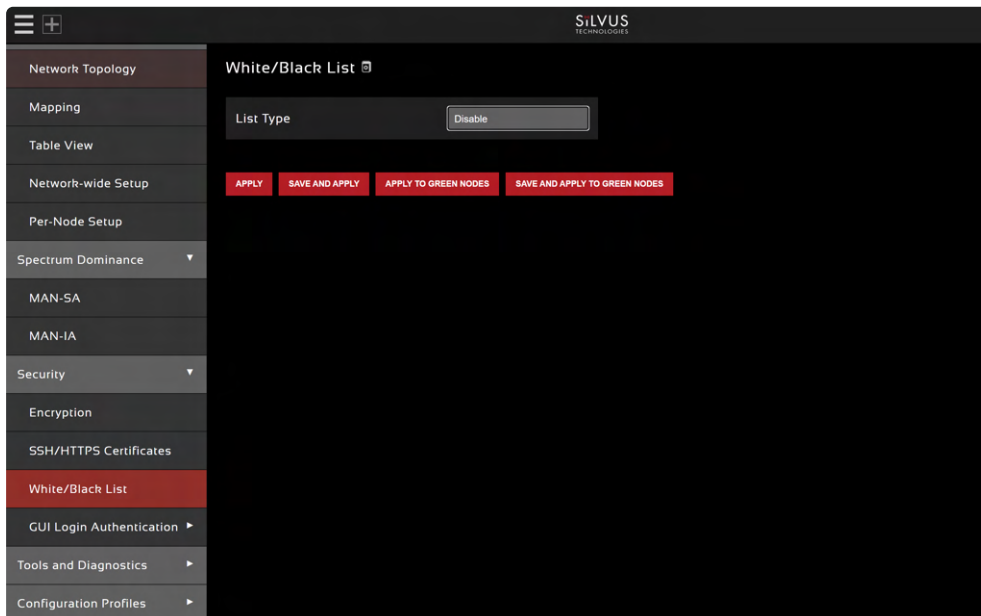 SiLVUS
TECHNOLOGIES
Network Topology
Mapping
Table View
Network-wide Setup
Per-Node Setup
Spectrum Dominance
MAN-SA
MAN-IA
Security
Encryption
SSH/HTTPS Certificates
White/Black List
GUI Login Authentication
Tools and Diagnostics
Configuration Profiles
White/Black List
List Type
Disable
APPLY
SAVE AND APPLY
APPLY TO GREEN NODES
SAVE AND APPLY TO GREEN NODES